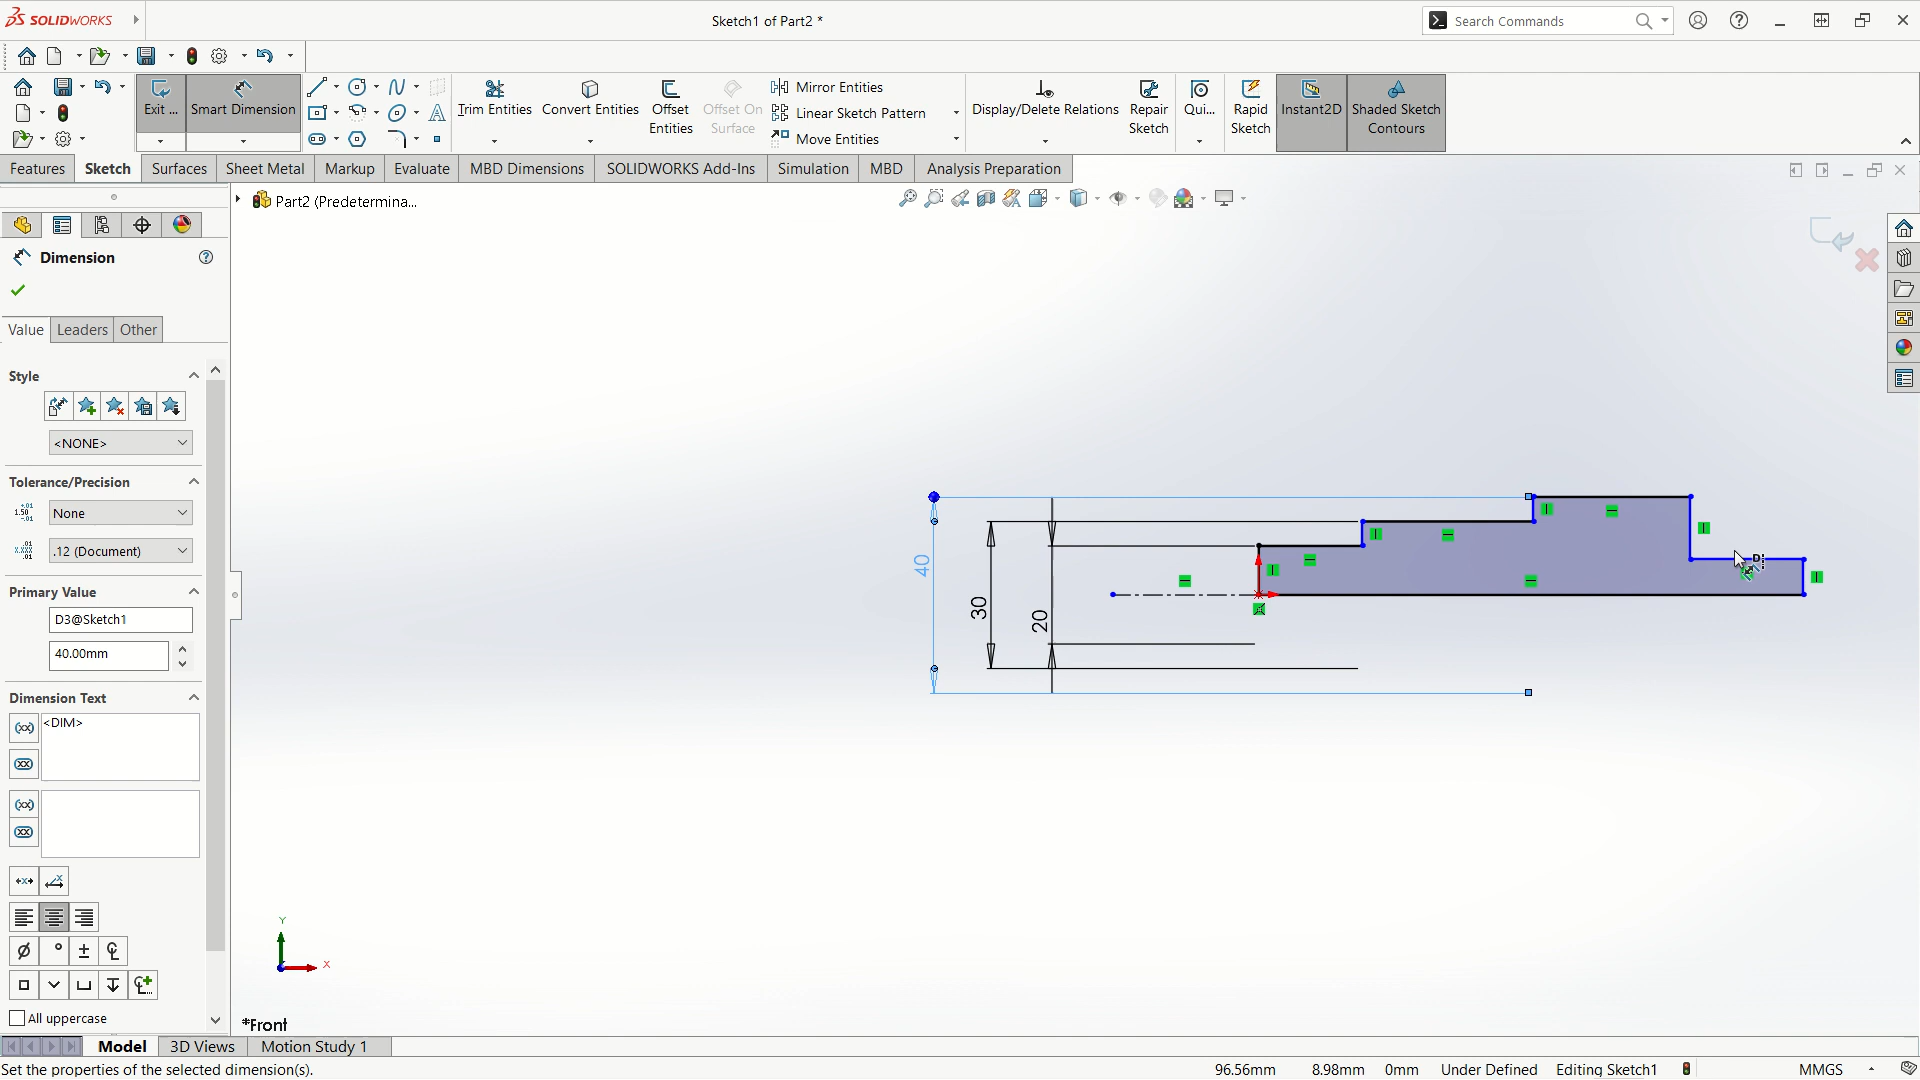 SOLIDWORKS
Sketch1 of Part2 *
Search Commands
Exit ...
Smart Dimension
Trim Entities
Convert Entities
Offset Entities
Offset On Surface
Mirror Entities
Linear Sketch Pattern
Move Entities
Display/Delete Relations
Repair Sketch
Qui...
Rapid Sketch
Instant2D
Shaded Sketch Contours
Features
Sketch
Surfaces
Sheet Metal
Markup
Evaluate
MBD Dimensions
SOLIDWORKS Add-Ins
Simulation
MBD
Analysis Preparation
Part2 (Predetermina...
Dimension
Value
Leaders
Other
Style
<NONE>
Tolerance/Precision
None
.12 (Document)
Primary Value
D3@Sketch1
40.00mm
Dimension Text
<DIM>
All uppercase
40
30
20
Y
X
*Front
Model
3D Views
Motion Study 1
Set the properties of the selected dimension(s).
96.56mm
8.98mm
0mm
Under Defined
Editing Sketch1
MMGS